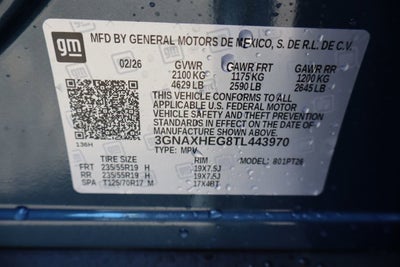 gm MFD BY GENERAL MOTORS DE MEXICO, S. DE R.L. DE C.V.
02/26 GVWR GAWR FRT GAWR RR
2100 KG 1175 KG 1200 KG
4629 LB 2590 LB 2645 LB
THIS VEHICLE CONFORMS TO ALL
APPLICABLE U.S. FEDERAL MOTOR
VEHICLE SAFETY AND THEFT PREVENTION
STANDARDS IN EFFECT ON THE DATE OF
MANUFACTURE SHOWN ABOVE.
136H 3GNAXHEG8TL443970
TYPE: MPV
TIRE SIZE RIM MODEL: 801PT26
FRT 235/55R19 H 19X7.5J
RR 235/55R19 H 19X7.5J
SPA T125/70R17 M 17X4BT